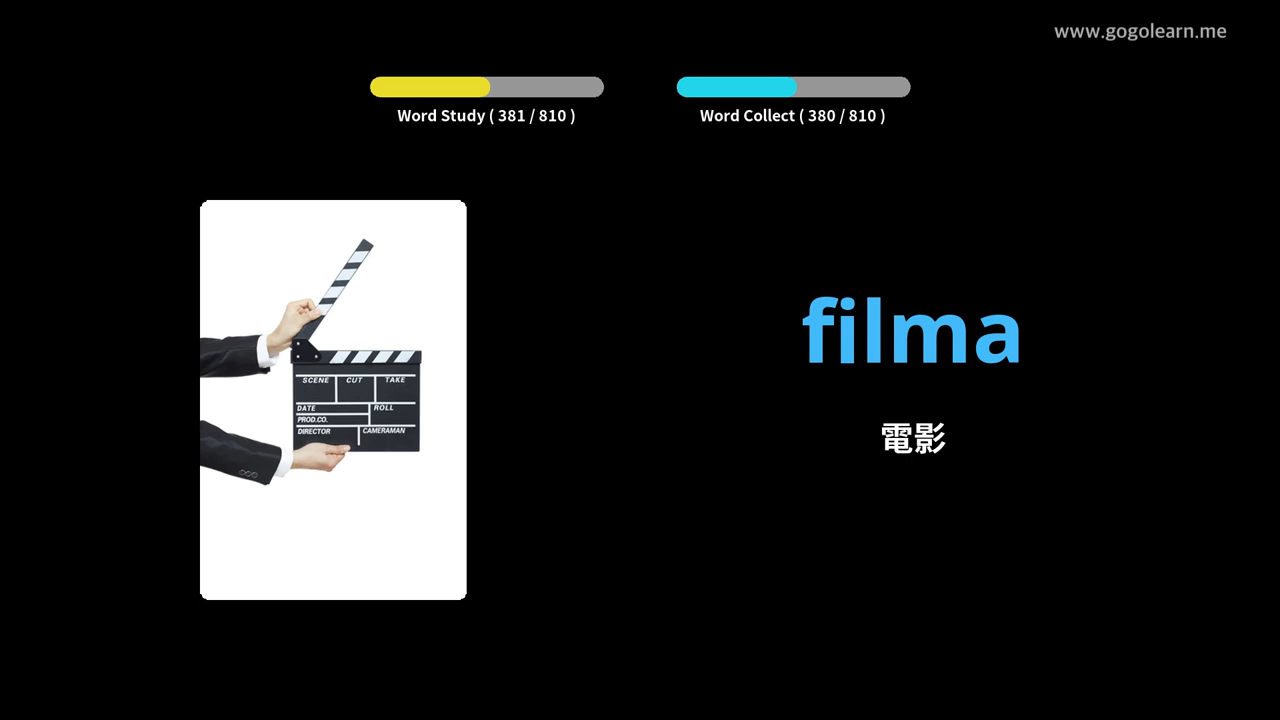 www.gogolearn.me
Word Study ( 381 / 810 )
Word Collect ( 380 / 810 )
SCENE CUT TAKE
DATE ROLL
PROD.CO.
DIRECTOR CAMERAMAN
filma
電影